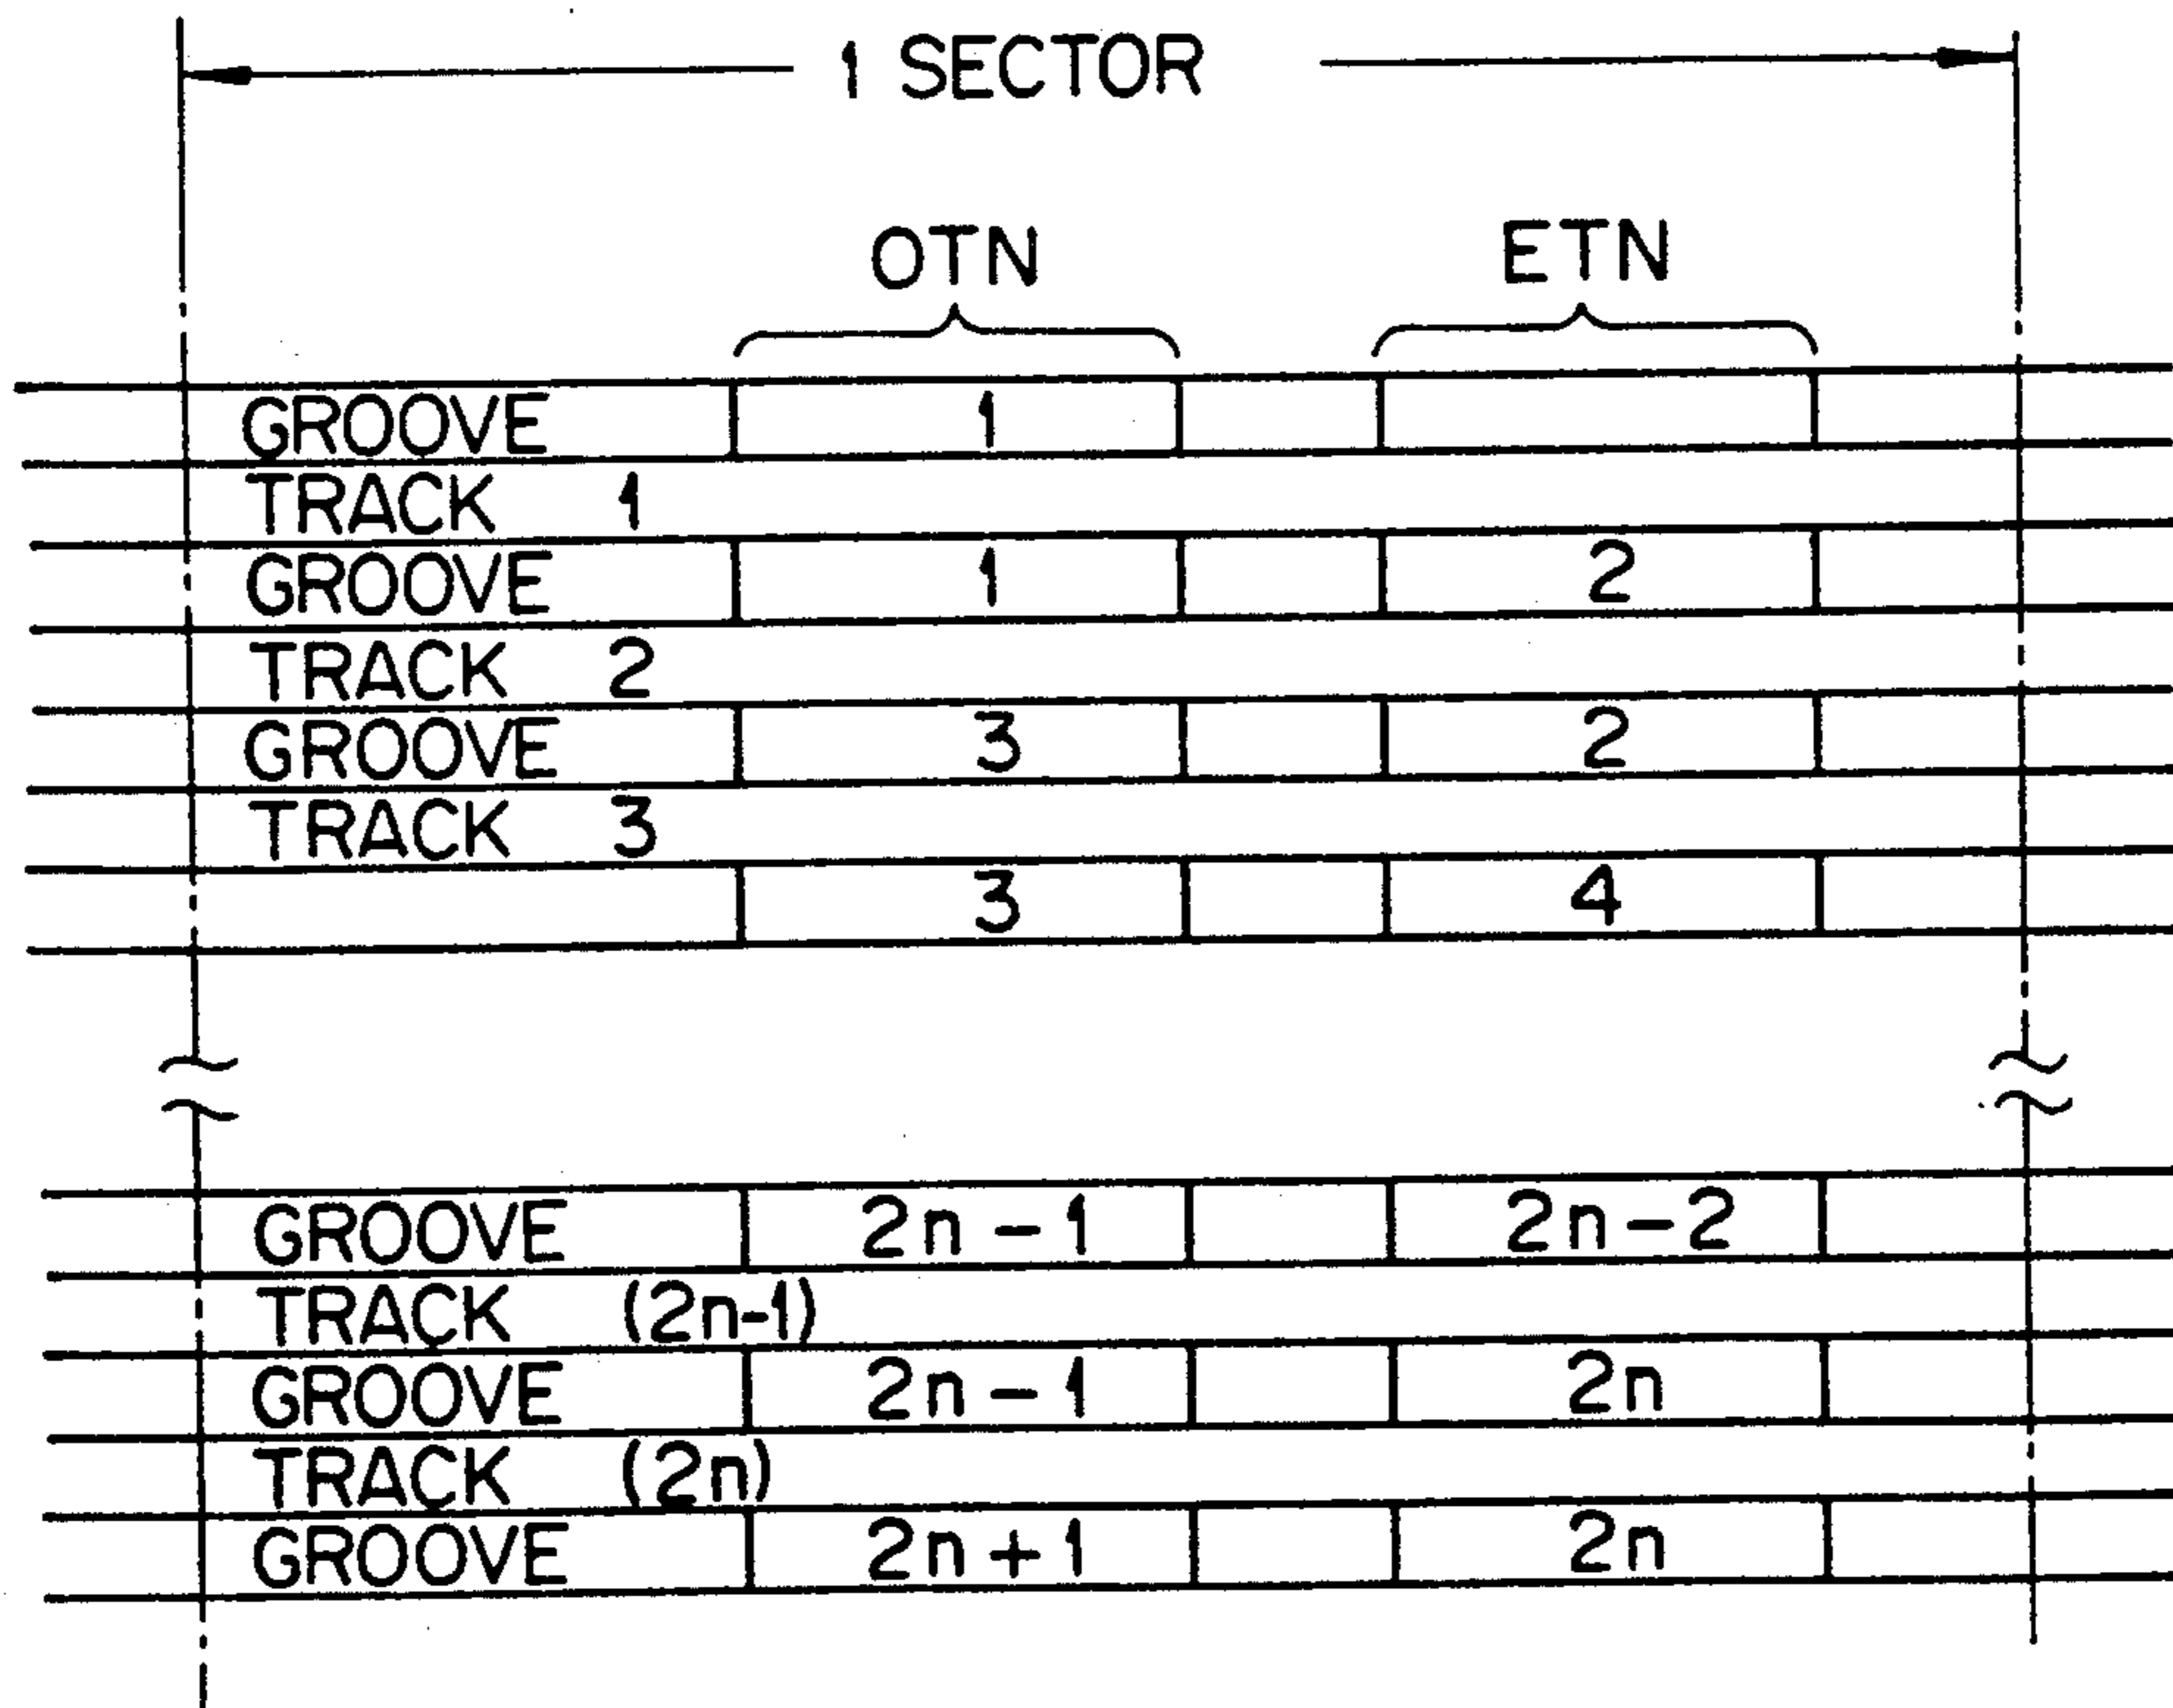 1 SECTOR
OTN ETN
GROOVE 1
TRACK 1
GROOVE 1 2
TRACK 2
GROOVE 3 2
TRACK 3
3 4
GROOVE 2n-1 2n-2
TRACK (2n-1)
GROOVE 2n-1 2n
TRACK (2n)
GROOVE 2n+1 2n